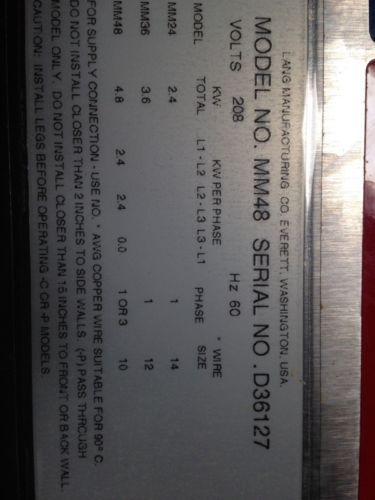 LANG MANUFACTURING CO. EVERETT, WASHINGTON, USA.
MODEL NO. MM48 SERIAL NO. D36127
VOLTS 208 Hz 60
KW KW PER PHASE * WIRE
MODEL TOTAL L1-L2 L2-L3 L3-L1 PHASE SIZE
MM24 2.4 1 14
MM36 3.6 1 12
MM48 4.8 2.4 2.4 0.0 1 OR 3 10
FOR SUPPLY CONNECTION - USE NO. * AWG COPPER WIRE SUITABLE FOR 90° C.
DO NOT INSTALL CLOSER THAN 2 INCHES TO SIDE WALLS. (-P) PASS THROUGH
MODEL ONLY. DO NOT INSTALL CLOSER THAN 15 INCHES TO FRONT OR BACK WALL.
CAUTION: INSTALL LEGS BEFORE OPERATING -C OR -P MODELS